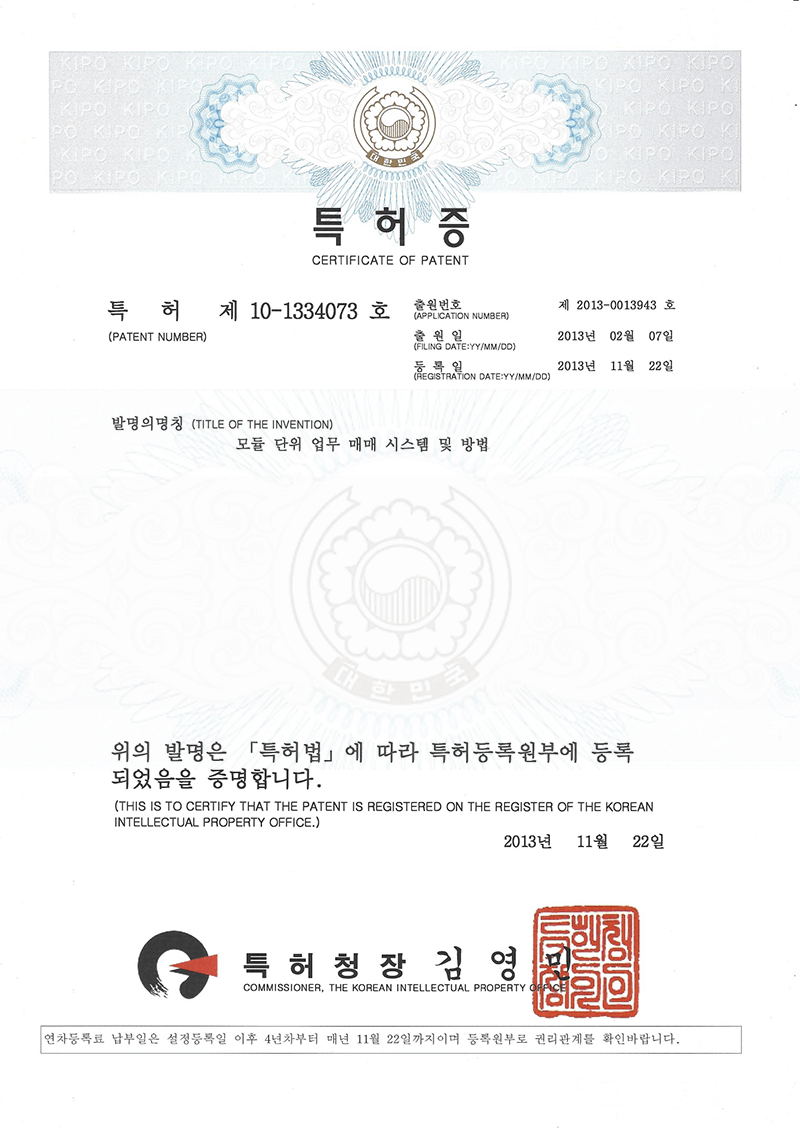 KIPO KIPO KIPO KIPO KIPO KIPO KIPO KIPO
대한민국
특허증
CERTIFICATE OF PATENT
특 허 제 10-1334073 호
(PATENT NUMBER)
출원번호 제 2013-0013943 호
(APPLICATION NUMBER)
출원일 2013년 02월 07일
(FILING DATE:YY/MM/DD)
등록일 2013년 11월 22일
(REGISTRATION DATE:YY/MM/DD)
발명의명칭 (TITLE OF THE INVENTION)
모듈 단위 업무 매매 시스템 및 방법
대한민국
위의 발명은 「특허법」에 따라 특허등록원부에 등록
되었음을 증명합니다.
(THIS IS TO CERTIFY THAT THE PATENT IS REGISTERED ON THE REGISTER OF THE KOREAN
INTELLECTUAL PROPERTY OFFICE.)
2013년 11월 22일
특허청장 김영민
COMMISSIONER, THE KOREAN INTELLECTUAL PROPERTY OFFICE
연차등록료 납부일은 설정등록일 이후 4년차부터 매년 11월 22일까지이며 등록원부로 권리관계를 확인바랍니다.